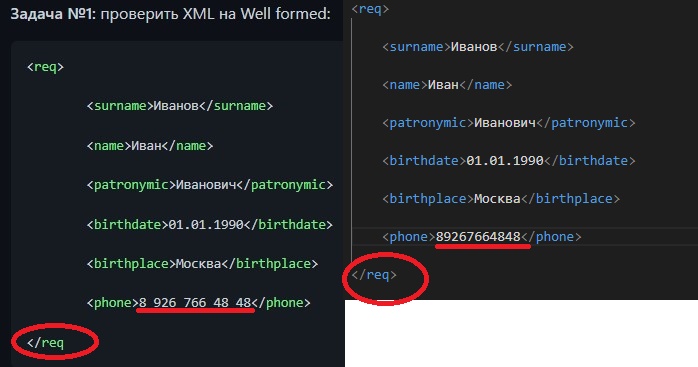 Задача №1: проверить XML на Well formed:
<req>
<surname>Иванов</surname>
<name>Иван</name>
<patronymic>Иванович</patronymic>
<birthdate>01.01.1990</birthdate>
<birthplace>Москва</birthplace>
<phone>8 926 766 48 48</phone>
</req
<req>
<surname>Иванов</surname>
<name>Иван</name>
<patronymic>Иванович</patronymic>
<birthdate>01.01.1990</birthdate>
<birthplace>Москва</birthplace>
<phone>89267664848</phone>
</req>